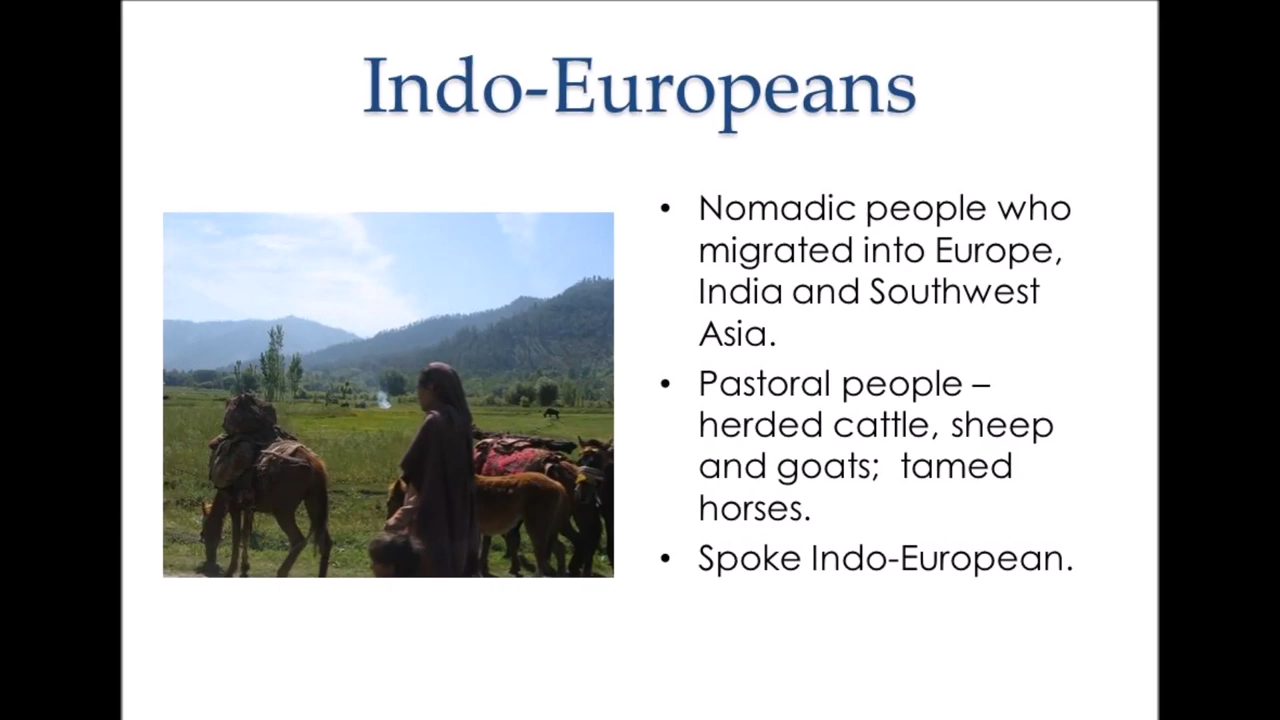 Indo-Europeans
• Nomadic people who
migrated into Europe,
India and Southwest
Asia.
• Pastoral people –
herded cattle, sheep
and goats;  tamed
horses.
• Spoke Indo-European.